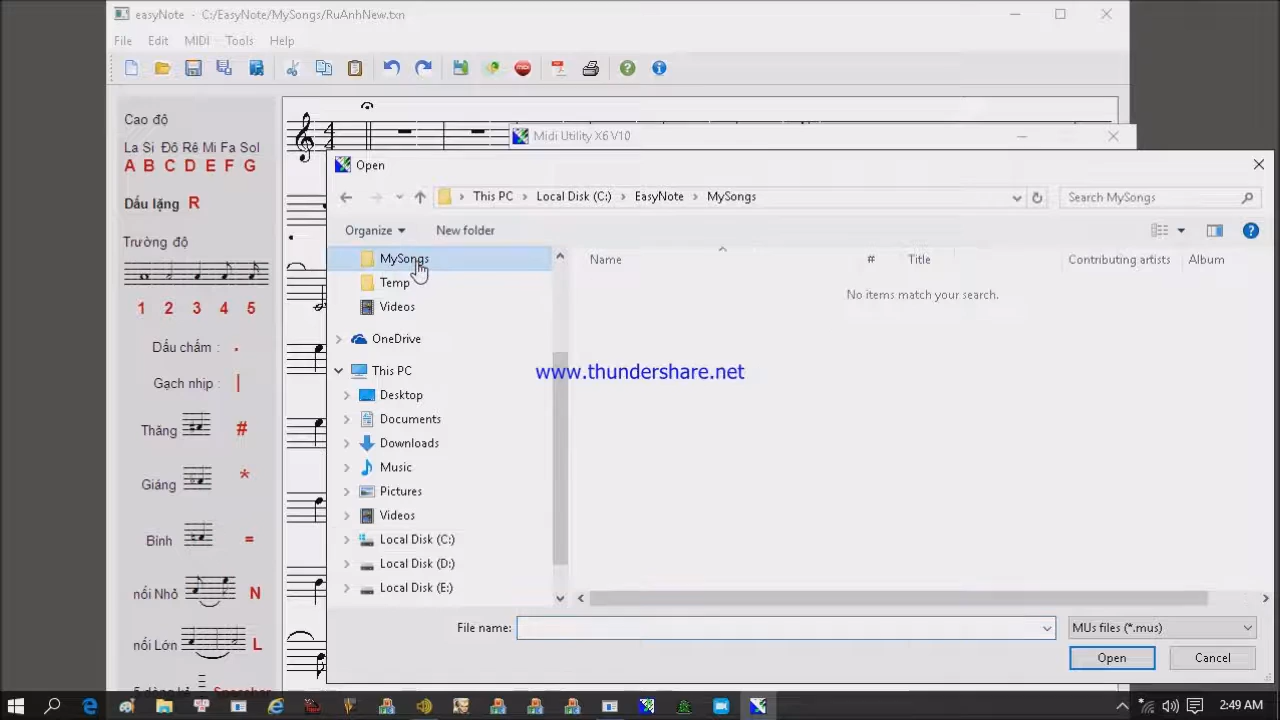 easyNote - C:/EasyNote/MySongs/RuAnhNew.txn
File Edit MIDI Tools Help
Cao độ
La Si Đô Rê Mi Fa Sol
A B C D E F G
Dấu lặng R
Trường độ
1 2 3 4 5
Dấu chấm : .
Gạch nhịp : |
Thăng #
Giáng *
Bình =
nối Nhỏ N
nối Lớn L
Midi Utility X6 V10
Open
This PC > Local Disk (C:) > EasyNote > MySongs
Search MySongs
Organize New folder
MySongs
Temp
Videos
OneDrive
This PC
Desktop
Documents
Downloads
Music
Pictures
Videos
Local Disk (C:)
Local Disk (D:)
Local Disk (E:)
Name # Title Contributing artists Album
No items match your search.
www.thundershare.net
File name:
MUs files (*.mus)
Open Cancel
2:49 AM